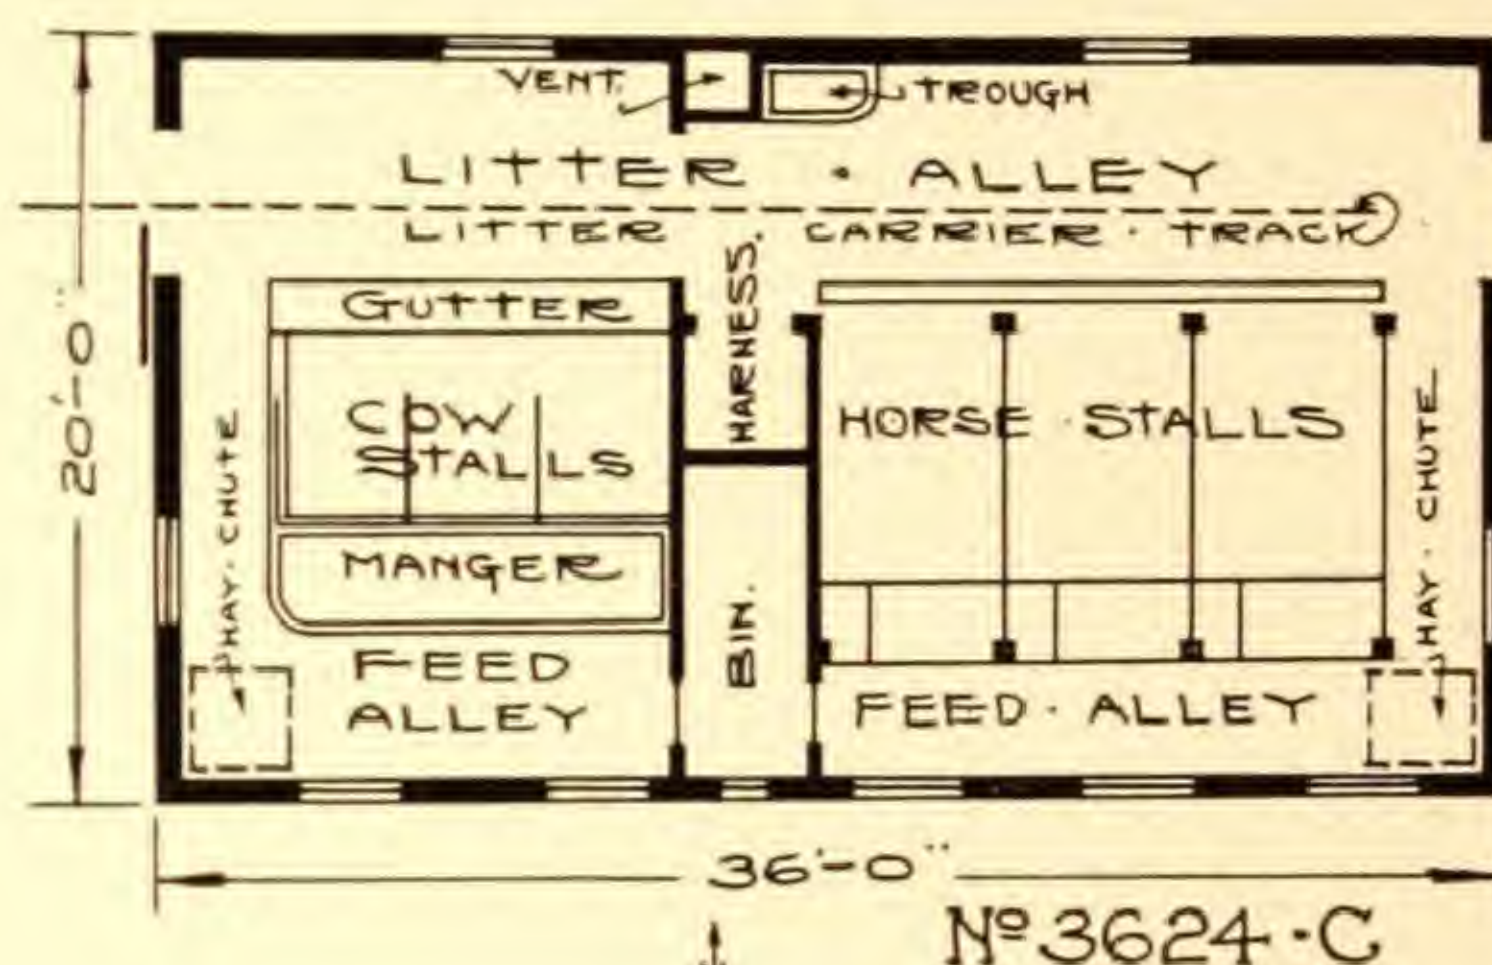 VENT.
TROUGH
LITTER · ALLEY
LITTER CARRIER · TRACK
GUTTER
HARNESS.
COW
STALLS
HORSE · STALLS
HAY · CHUTE
HAY · CHUTE
MANGER
BIN.
FEED
ALLEY
FEED · ALLEY
20'-0"
36'-0"
Nº 3624·C